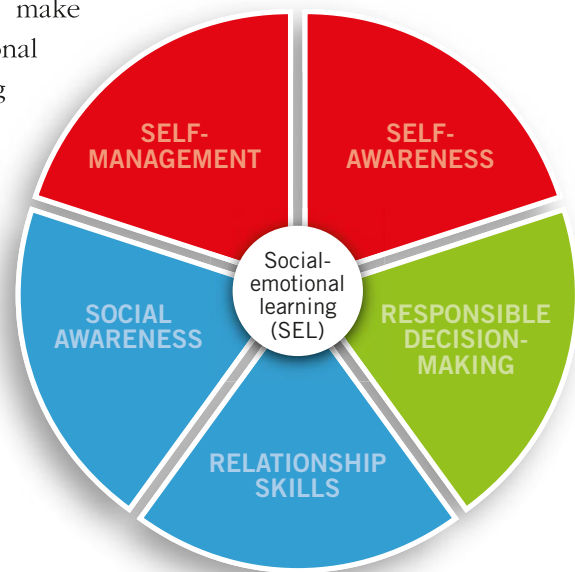 make
onal
g
SELF-
MANAGEMENT
SELF-
AWARENESS
Social-
emotional
learning
(SEL)
SOCIAL
AWARENESS
RESPONSIBLE
DECISION-
MAKING
RELATIONSHIP
SKILLS